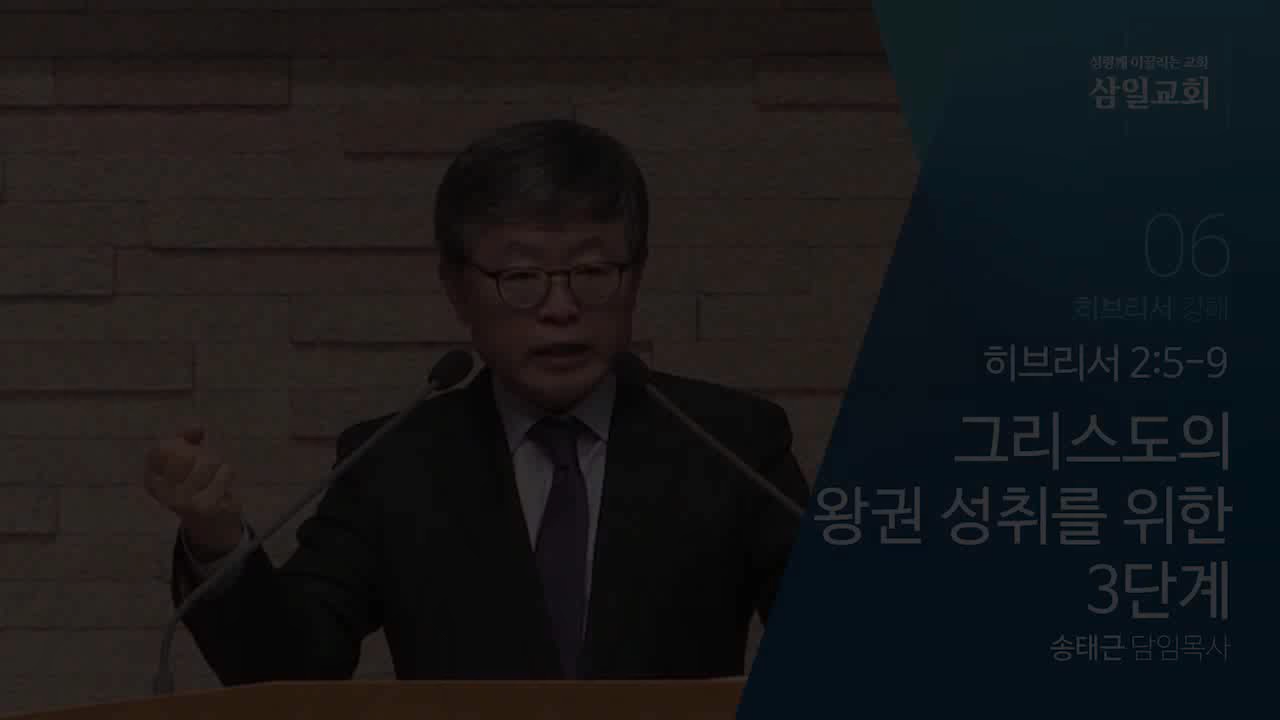 성령께 이끌리는 교회
삼일교회
06
히브리서 강해
히브리서 2:5-9
그리스도의
왕권 성취를 위한
3단계
송태근 담임목사